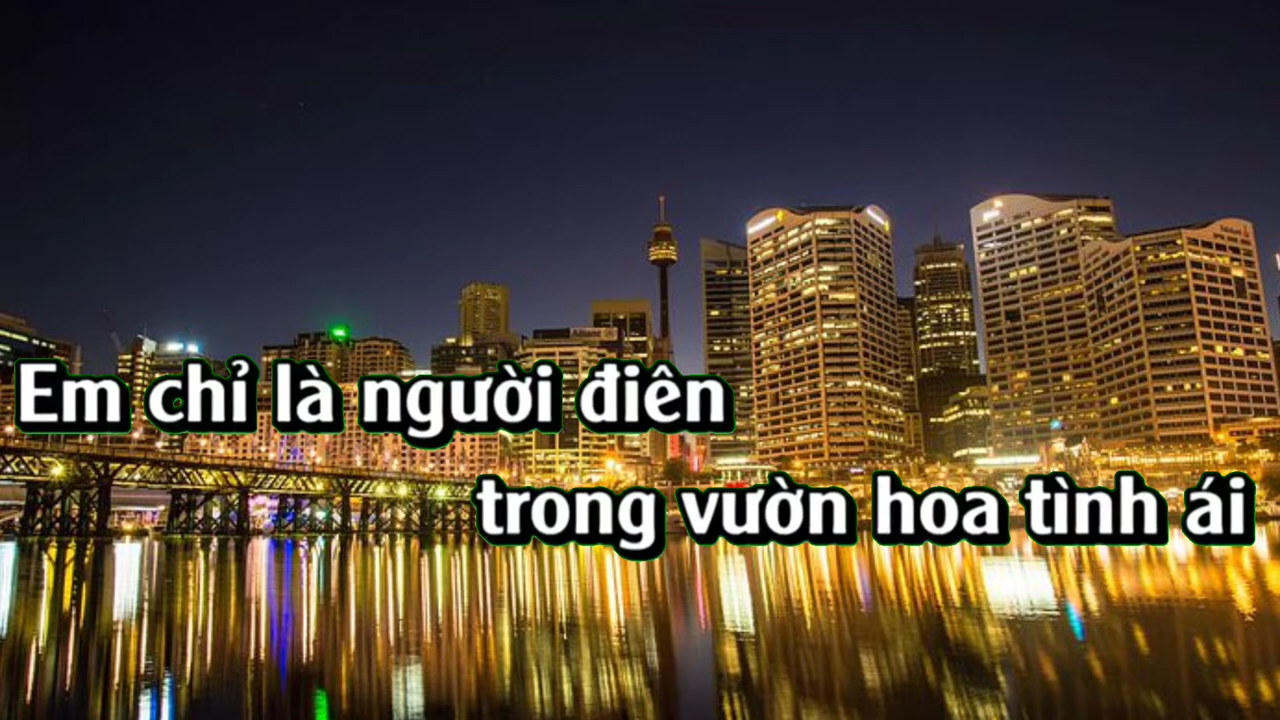 Em chỉ là người điên
trong vườn hoa tình ái